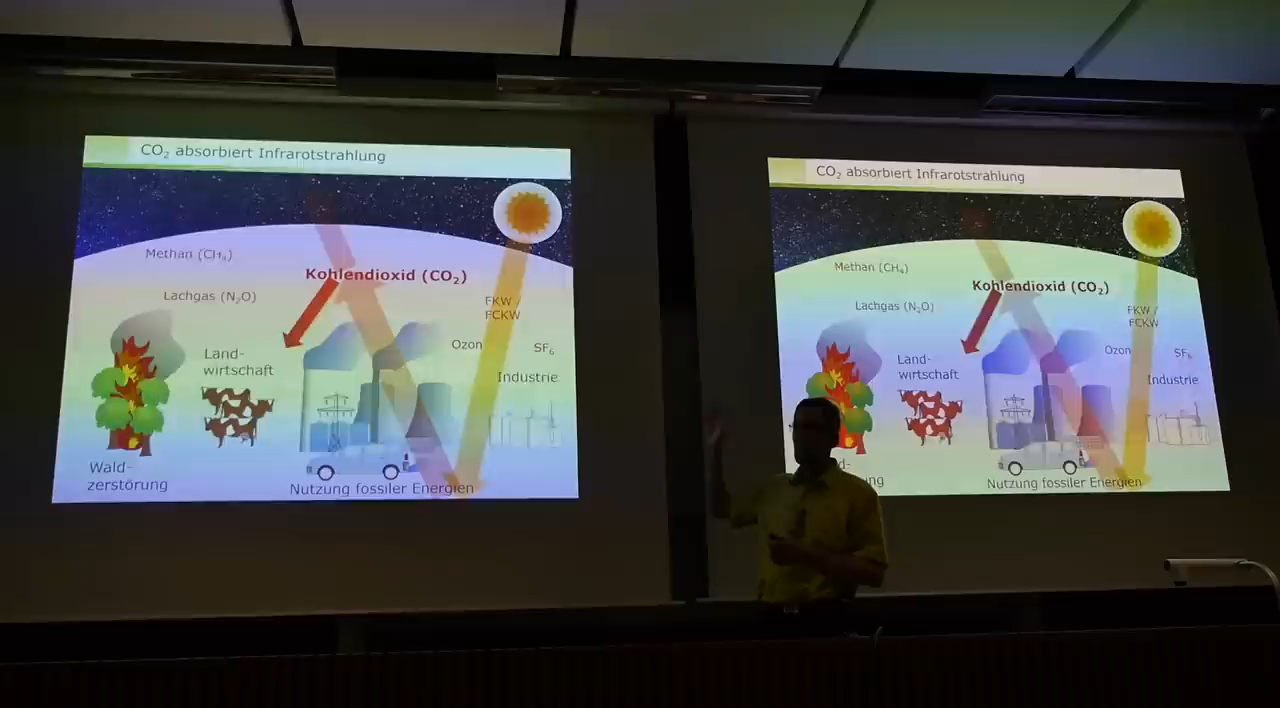 CO₂ absorbiert Infrarotstrahlung
Methan (CH₄)
Kohlendioxid (CO₂)
Lachgas (N₂O)
FKW /
FCKW
Ozon
SF₆
Land-
wirtschaft
Industrie
Wald-
zerstörung
Nutzung fossiler Energien
CO₂ absorbiert Infrarotstrahlung
Methan (CH₄)
Kohlendioxid (CO₂)
Lachgas (N₂O)
FKW /
FCKW
Ozon
SF₆
Land-
wirtschaft
Industrie
d-
ng
Nutzung fossiler Energien